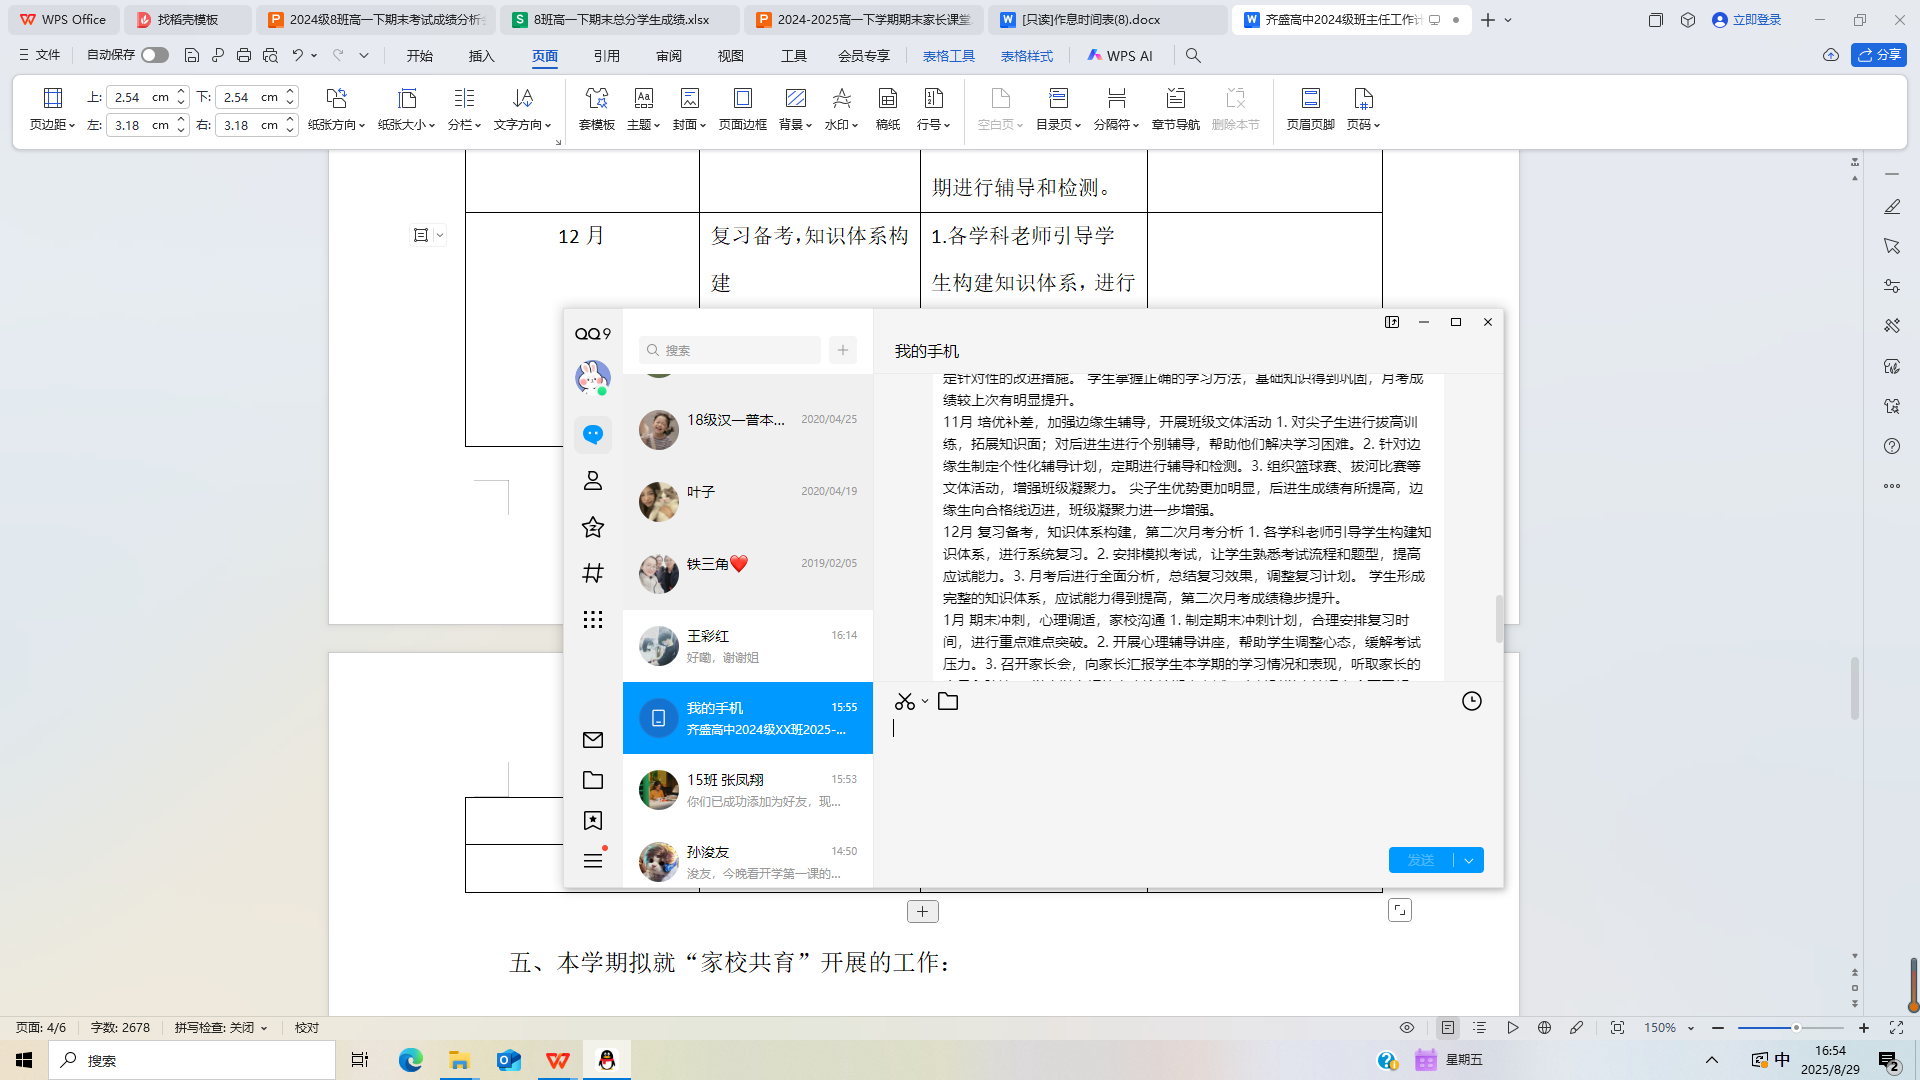 WPS Office
找稻壳模板
2024级8班高一下期末考试成绩分析
8班高一下期末总分学生成绩.xlsx
2024-2025高一下学期期末家长课堂
[只读]作息时间表(8).docx
齐盛高中2024级班主任工作计
立即登录
文件
自动保存
开始
插入
页面
引用
审阅
视图
工具
会员专享
表格工具
表格样式
WPS AI
分享
页边距
上: 2.54 cm
下: 2.54 cm
左: 3.18 cm
右: 3.18 cm
纸张方向
纸张大小
分栏
文字方向
套模板
主题
封面
页面边框
背景
水印
稿纸
行号
空白页
目录页
分隔符
章节导航
删除本节
页眉页脚
页码
期进行辅导和检测。
12 月
复习备考，知识体系构
建
1.各学科老师引导学
生构建知识体系，进行
QQ9
搜索
18级汉一普本...
2020/04/25
叶子
2020/04/19
铁三角❤️
2019/02/05
王彩红
16:14
好嘞，谢谢姐
我的手机
15:55
齐盛高中2024级XX班2025-...
15班 张凤翔
15:53
你们已成功添加为好友，现...
孙浚友
14:50
浚友，今晚看开学第一课的...
我的手机
定针对性的改进措施。 学生掌握正确的学习方法，基础知识得到巩固，月考成
绩较上次有明显提升。
11月 培优补差，加强边缘生辅导，开展班级文体活动 1. 对尖子生进行拔高训
练，拓展知识面；对后进生进行个别辅导，帮助他们解决学习困难。2. 针对边
缘生制定个性化辅导计划，定期进行辅导和检测。3. 组织篮球赛、拔河比赛等
文体活动，增强班级凝聚力。 尖子生优势更加明显，后进生成绩有所提高，边
缘生向合格线迈进，班级凝聚力进一步增强。
12月 复习备考，知识体系构建，第二次月考分析 1. 各学科老师引导学生构建知
识体系，进行系统复习。2. 安排模拟考试，让学生熟悉考试流程和题型，提高
应试能力。3. 月考后进行全面分析，总结复习效果，调整复习计划。 学生形成
完整的知识体系，应试能力得到提高，第二次月考成绩稳步提升。
1月 期末冲刺，心理调适，家校沟通 1. 制定期末冲刺计划，合理安排复习时
间，进行重点难点突破。2. 开展心理辅导讲座，帮助学生调整心态，缓解考试
压力。3. 召开家长会，向家长汇报学生本学期的学习情况和表现，听取家长的
发送
五、本学期拟就“家校共育”开展的工作：
页面: 4/6
字数: 2678
拼写检查: 关闭
校对
150%
搜索
星期五
中
16:54
2025/8/29
2